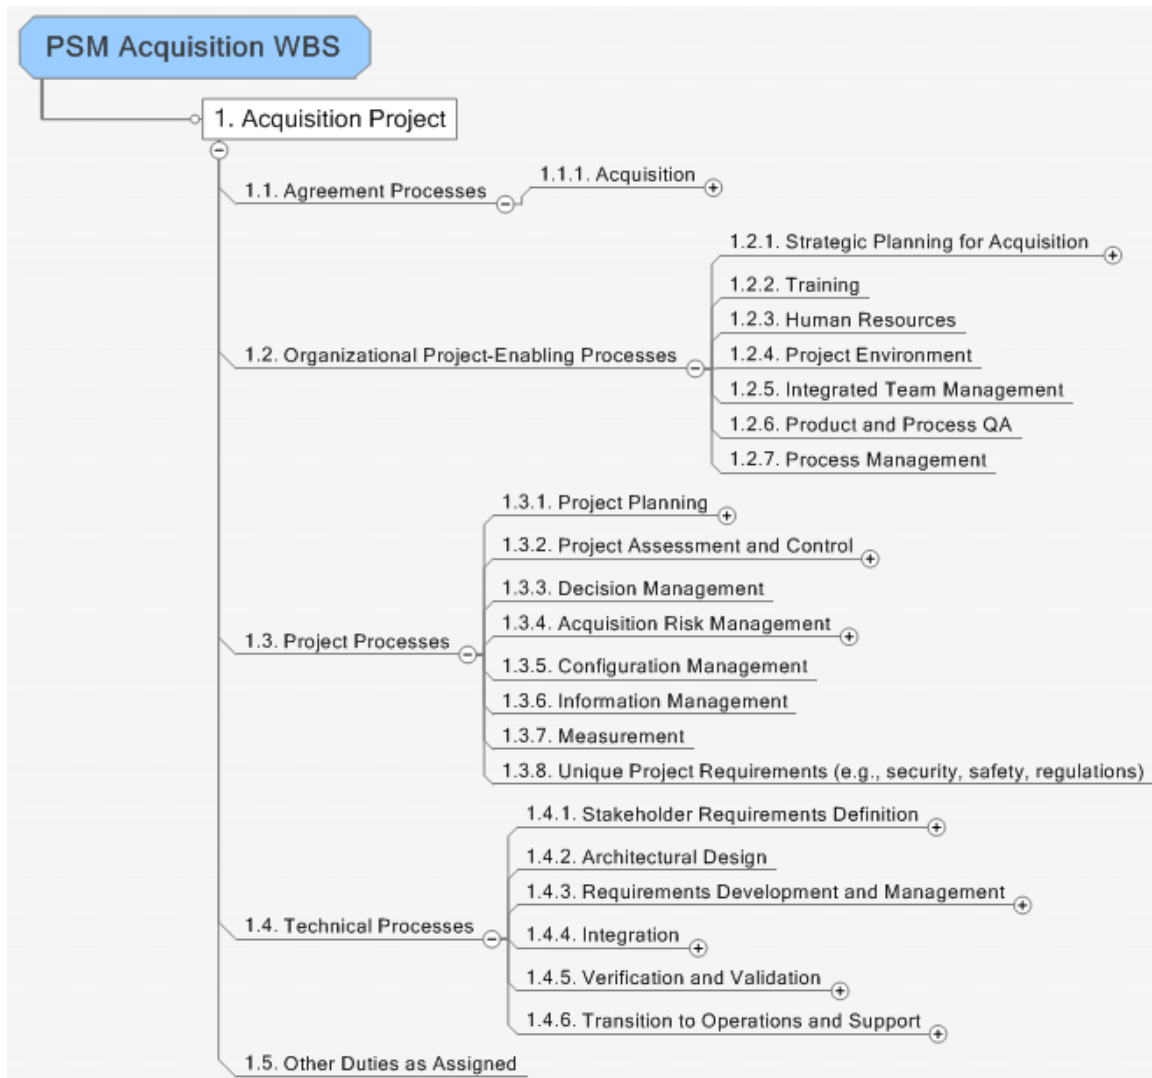 PSM Acquisition WBS
1. Acquisition Project
1.1. Agreement Processes
1.1.1. Acquisition
1.2. Organizational Project-Enabling Processes
1.2.1. Strategic Planning for Acquisition
1.2.2. Training
1.2.3. Human Resources
1.2.4. Project Environment
1.2.5. Integrated Team Management
1.2.6. Product and Process QA
1.2.7. Process Management
1.3. Project Processes
1.3.1. Project Planning
1.3.2. Project Assessment and Control
1.3.3. Decision Management
1.3.4. Acquisition Risk Management
1.3.5. Configuration Management
1.3.6. Information Management
1.3.7. Measurement
1.3.8. Unique Project Requirements (e.g., security, safety, regulations)
1.4. Technical Processes
1.4.1. Stakeholder Requirements Definition
1.4.2. Architectural Design
1.4.3. Requirements Development and Management
1.4.4. Integration
1.4.5. Verification and Validation
1.4.6. Transition to Operations and Support
1.5. Other Duties as Assigned